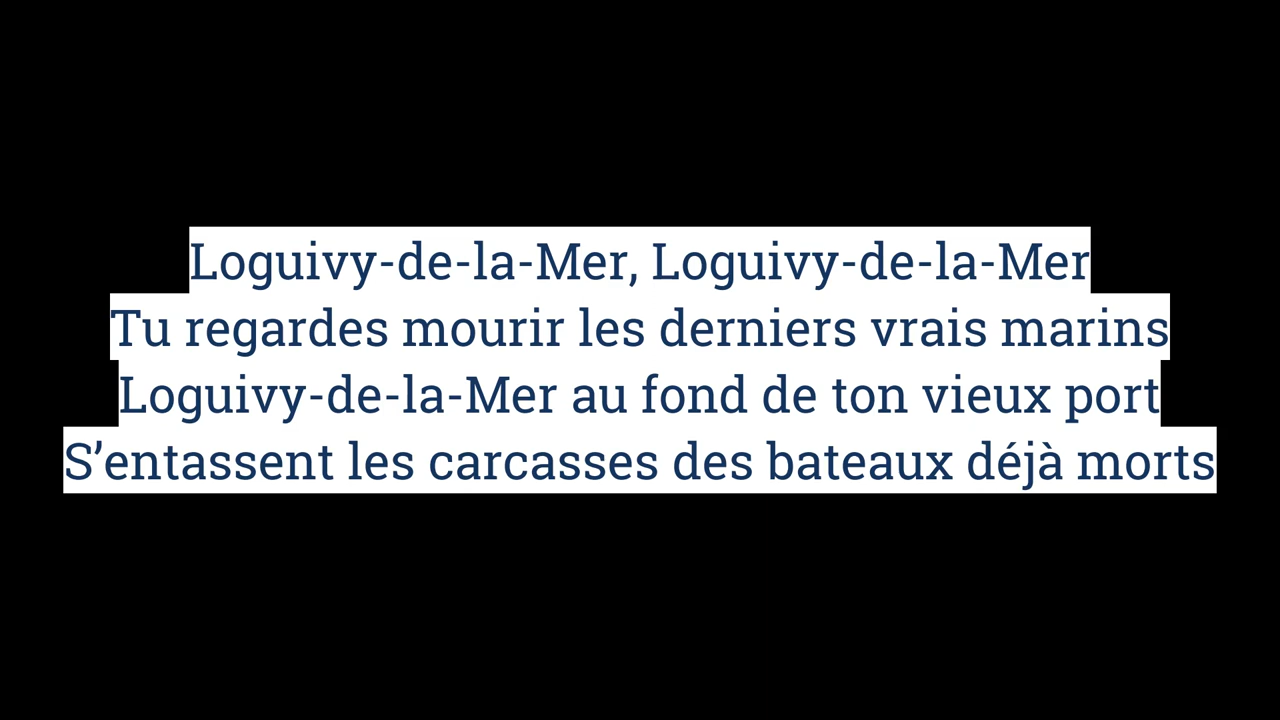 Loguivy-de-la-Mer, Loguivy-de-la-Mer
Tu regardes mourir les derniers vrais marins
Loguivy-de-la-Mer au fond de ton vieux port
S’entassent les carcasses des bateaux déjà morts